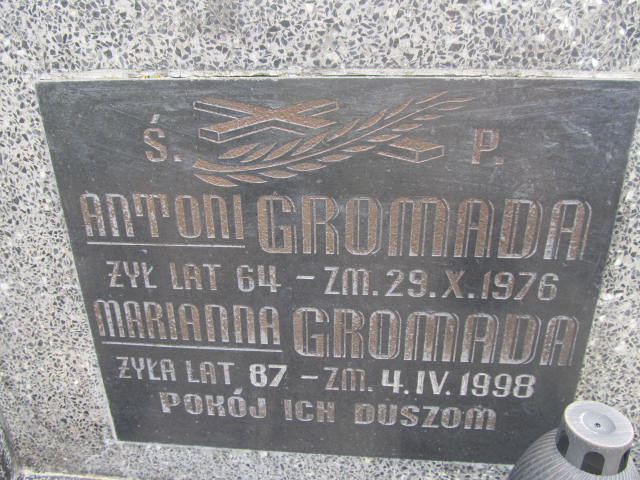 Ś. P.
ANTONI GROMADA
ŻYŁ LAT 64 - ZM. 29.X.1976
MARIANNA GROMADA
ŻYŁA LAT 87 - ZM. 4.IV.1998
POKÓJ ICH DUSZOM